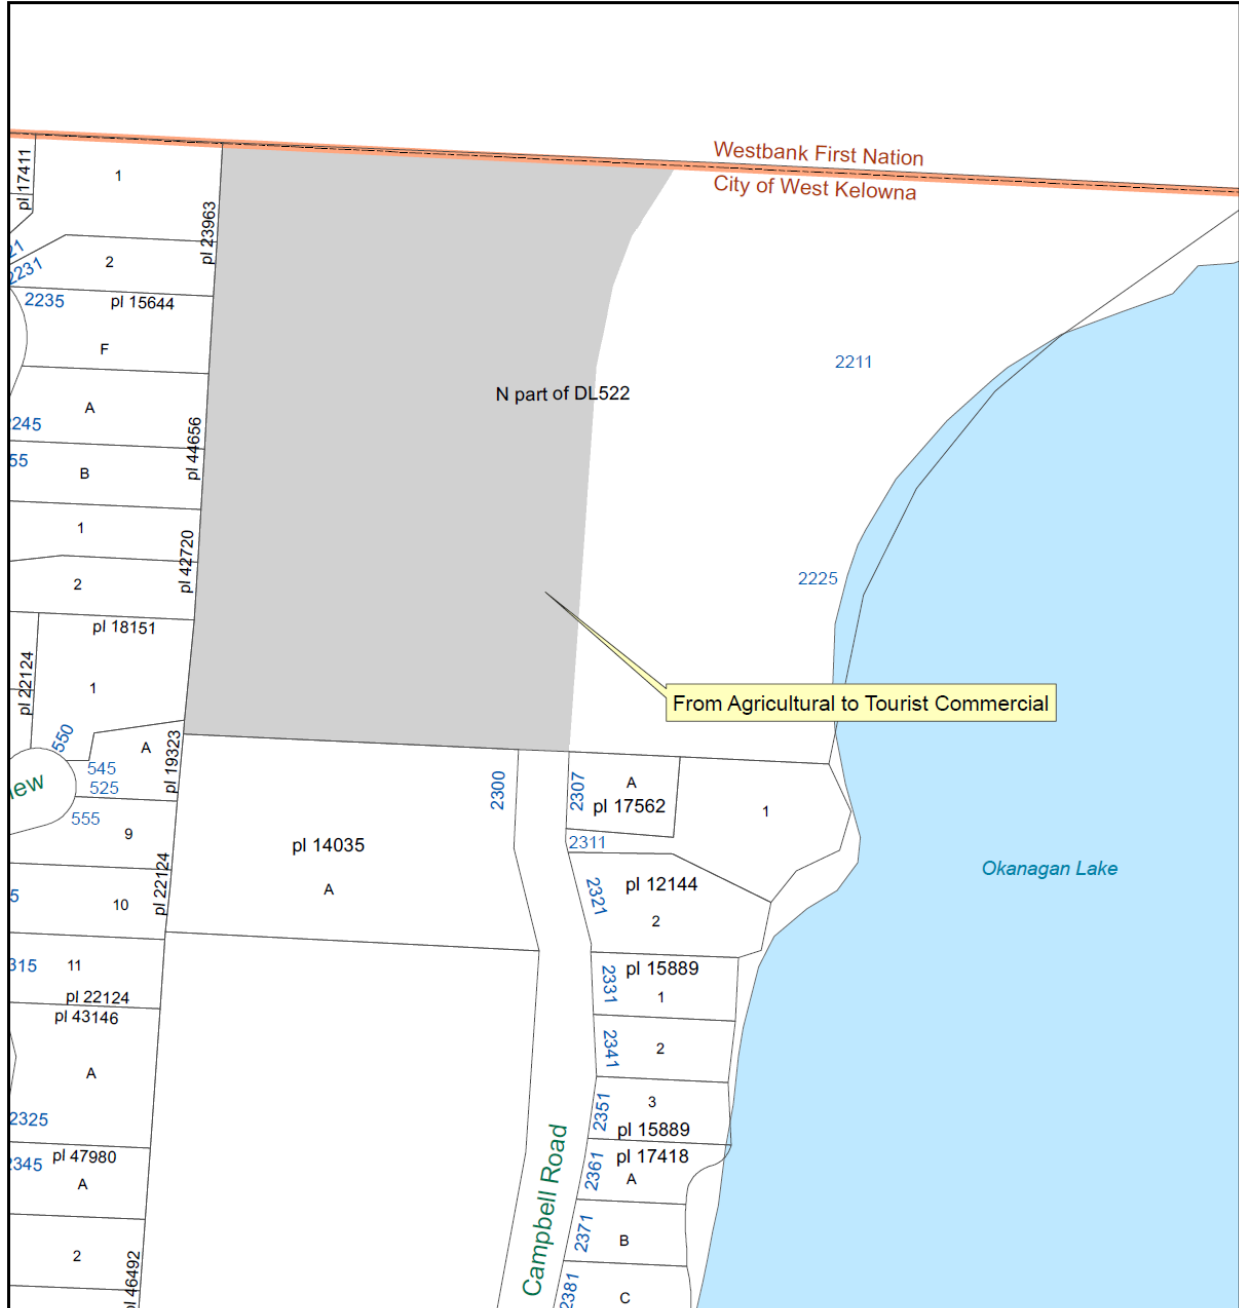 Westbank First Nation
City of West Kelowna
pl 17411
1
pl 23963
21
2231
2
2235
pl 15644
F
2211
N part of DL522
A
245
pl 44656
55
B
1
pl 42720
2
2225
pl 18151
pl 22124
1
From Agricultural to Tourist Commercial
550
A
pl 19323
545
525
iew
555
9
2300
2307
A
pl 17562
1
2311
pl 14035
A
pl 22124
5
10
2321
pl 12144
2
Okanagan Lake
315
11
pl 22124
pl 43146
2331
pl 15889
1
2341
2
A
2325
2351
3
pl 15889
2345
pl 47980
A
2361
pl 17418
A
Campbell Road
2371
B
2
pl 46492
2381
C